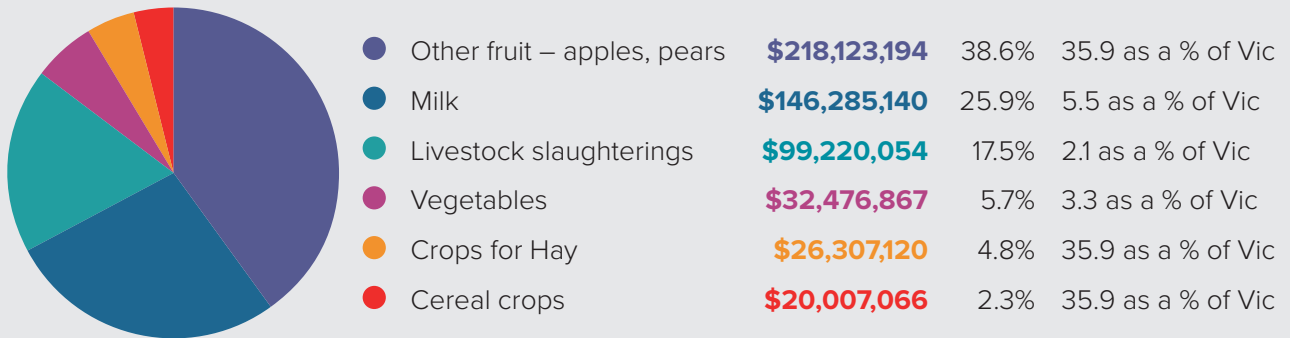 Other fruit – apples, pears $218,123,194 38.6% 35.9 as a % of Vic
Milk $146,285,140 25.9% 5.5 as a % of Vic
Livestock slaughterings $99,220,054 17.5% 2.1 as a % of Vic
Vegetables $32,476,867 5.7% 3.3 as a % of Vic
Crops for Hay $26,307,120 4.8% 35.9 as a % of Vic
Cereal crops $20,007,066 2.3% 35.9 as a % of Vic